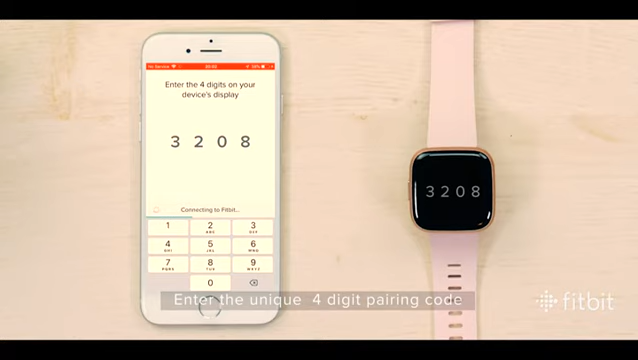 No Service
Enter the 4 digits on your
device's display
3 2 0 8
Connecting to Fitbit...
1
2 ABC
3 DEF
4 GHI
5 JKL
6 MNO
7 PQRS
8 TUV
9 WXYZ
0
3208
Enter the unique 4 digit pairing code
fitbit